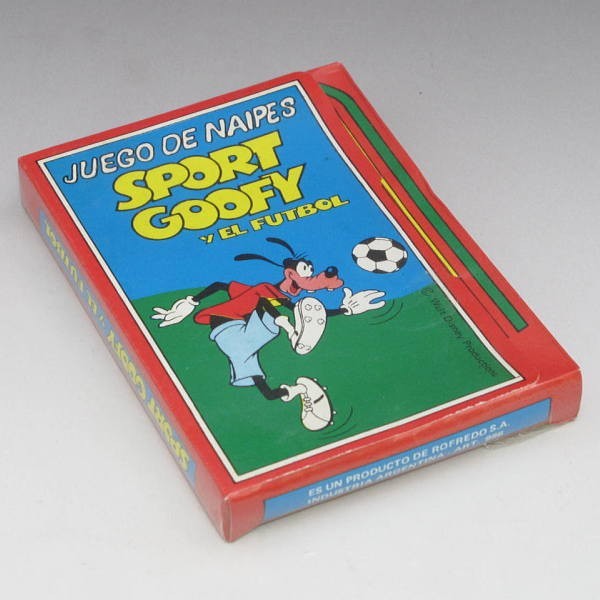 JUEGO DE NAIPES
SPORT
GOOFY
Y EL FUTBOL
© Walt Disney Productions
SPORT GOOFY Y EL FUTBOL
ES UN PRODUCTO DE ROFREDO S.A.
INDUSTRIA ARGENTINA - ART.